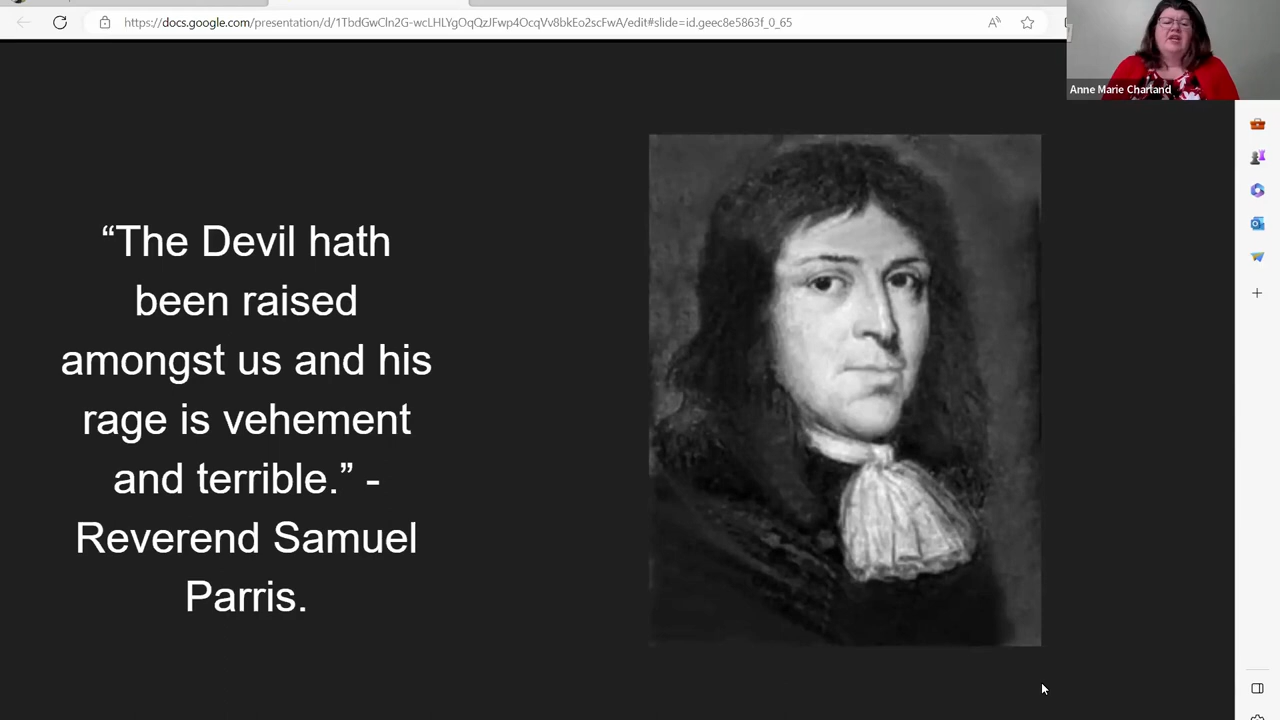 https://docs.google.com/presentation/d/1TbdGwCln2G-wcLHLYgOqQzJFwp4OcqVv8bkEo2scFwA/edit#slide=id.geec8e5863f_0_65
Anne Marie Charland
“The Devil hath
been raised
amongst us and his
rage is vehement
and terrible.” -
Reverend Samuel
Parris.